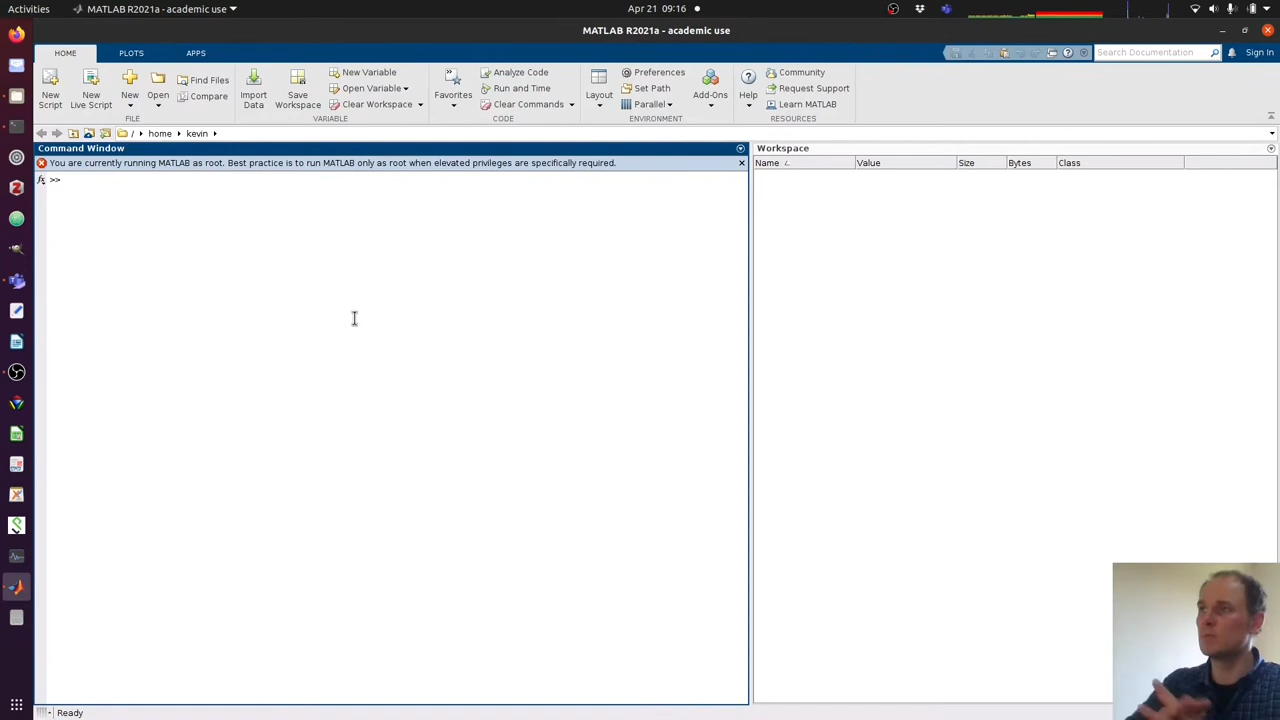 Activities MATLAB R2021a - academic use Apr 21 09:16
MATLAB R2021a - academic use
HOME PLOTS APPS Search Documentation Sign In
New Script
New Live Script
New
Open
Find Files
Compare
FILE
Import Data
Save Workspace
New Variable
Open Variable
Clear Workspace
VARIABLE
Favorites
Analyze Code
Run and Time
Clear Commands
CODE
Layout
Preferences
Set Path
Parallel
Add-Ons
ENVIRONMENT
Help
Community
Request Support
Learn MATLAB
RESOURCES
/ home kevin
Command Window
You are currently running MATLAB as root. Best practice is to run MATLAB only as root when elevated privileges are specifically required.
fx >>
Workspace
Name Value Size Bytes Class
Ready